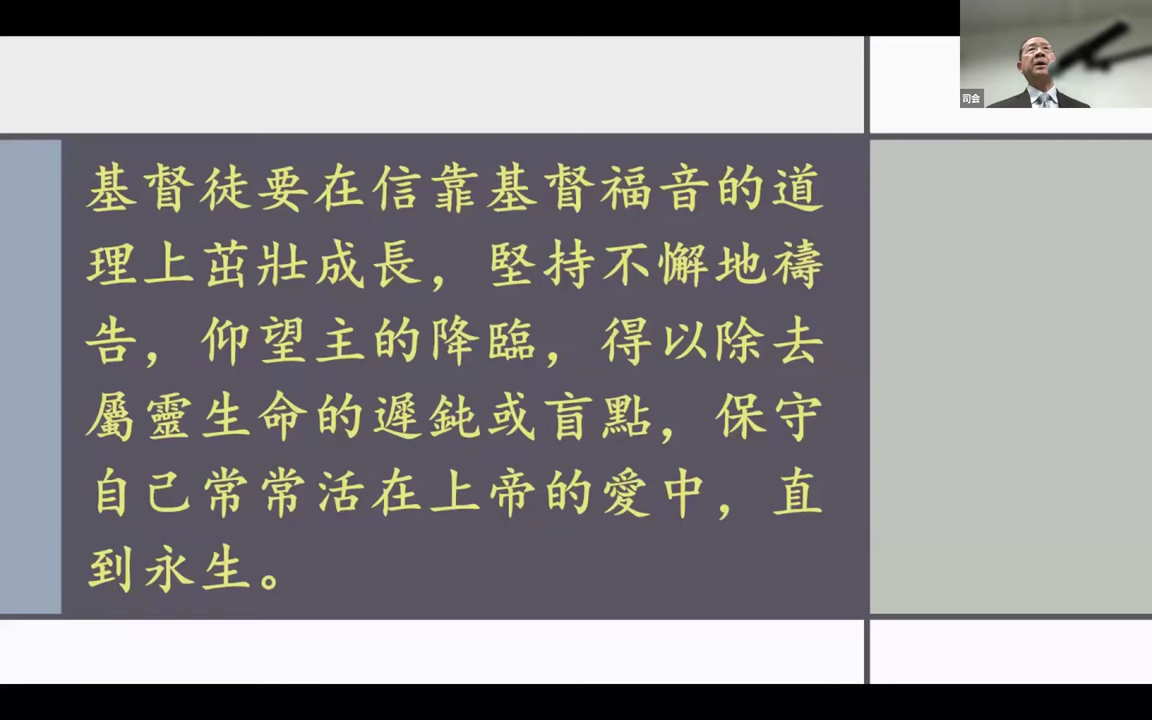 司会
基督徒要在信靠基督福音的道
理上茁壯成長，堅持不懈地禱
告，仰望主的降臨，得以除去
屬靈生命的遲鈍或盲點，保守
自己常常活在上帝的愛中，直
到永生。